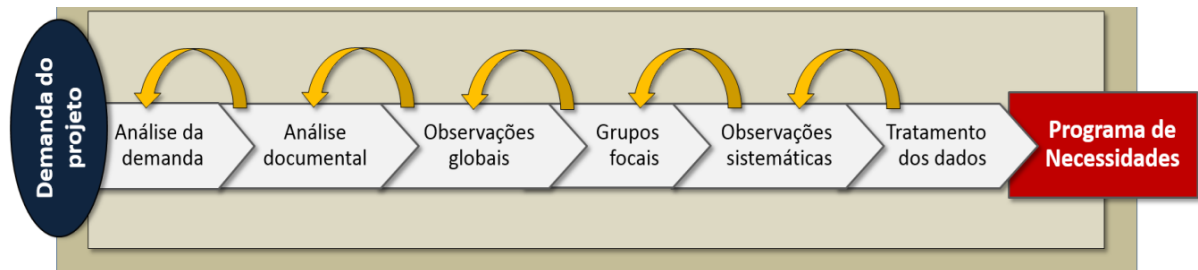 Demanda do
projeto
Análise da
demanda
Análise
documental
Observações
globais
Grupos
focais
Observações
sistemáticas
Tratamento
dos dados
Programa de
Necessidades